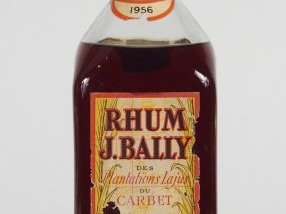 1956
RHUM
J.BALLY
DES
Plantations Lajus
DU
CARBET